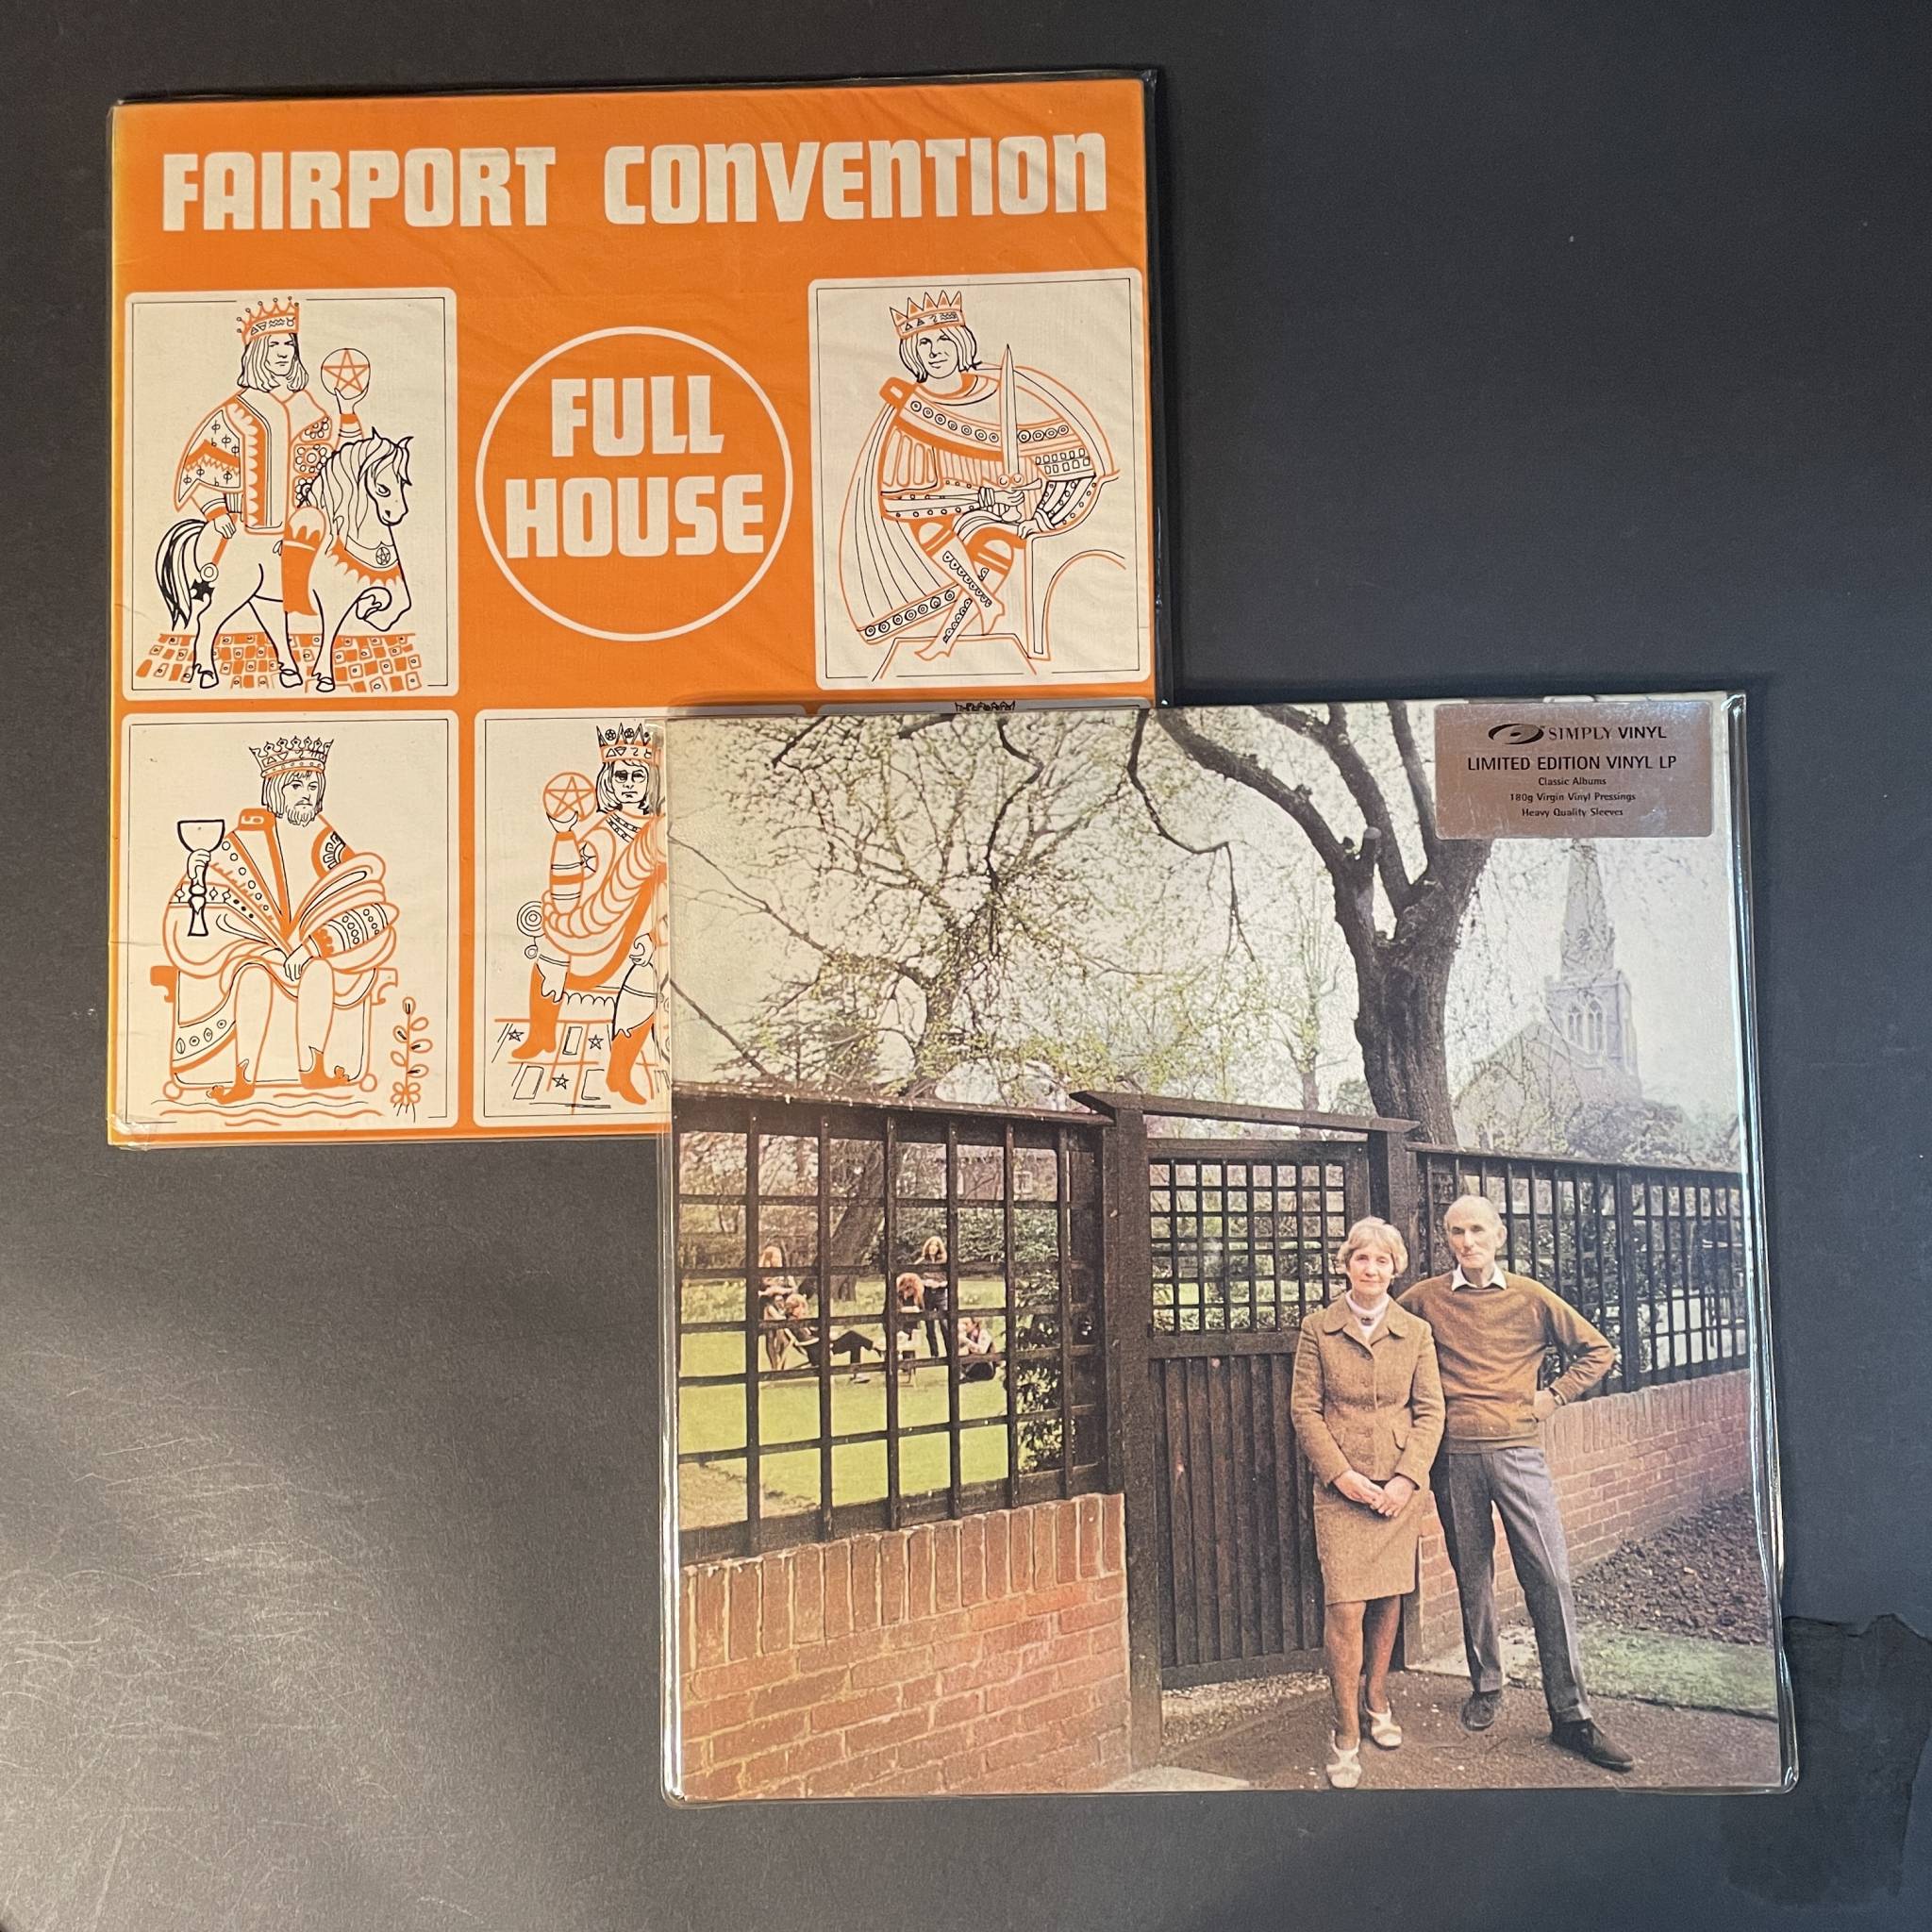 FAIRPORT CONVENTION
FULL
HOUSE
SIMPLY VINYL
LIMITED EDITION VINYL LP
Classic Albums
180g Virgin Vinyl Pressings
Heavy Quality Sleeves